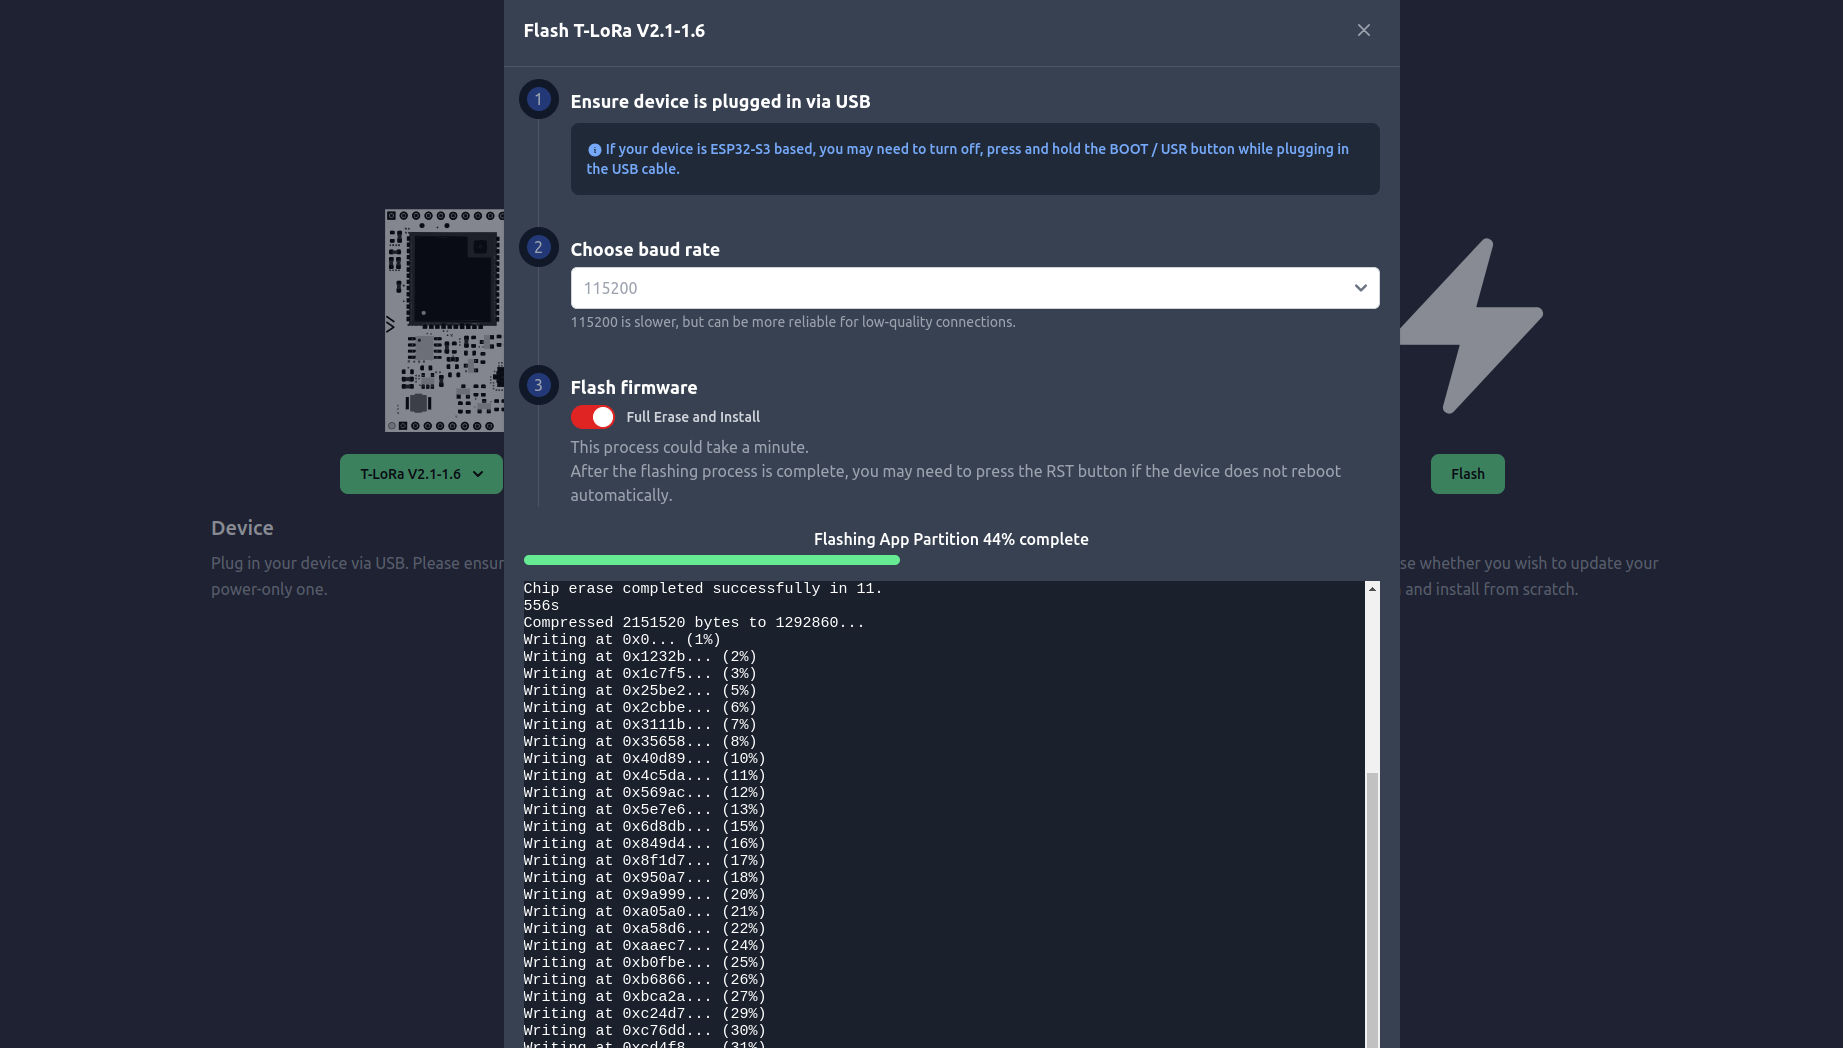 Flash T-LoRa V2.1-1.6
1
Ensure device is plugged in via USB
If your device is ESP32-S3 based, you may need to turn off, press and hold the BOOT / USR button while plugging in
the USB cable.
2
Choose baud rate
115200
115200 is slower, but can be more reliable for low-quality connections.
3
Flash firmware
Full Erase and Install
This process could take a minute.
After the flashing process is complete, you may need to press the RST button if the device does not reboot
automatically.
T-LoRa V2.1-1.6
Device
Plug in your device via USB. Please ensur
power-only one.
Flash
se whether you wish to update your
and install from scratch.
Flashing App Partition 44% complete
Chip erase completed successfully in 11.
556s
Compressed 2151520 bytes to 1292860...
Writing at 0x0... (1%)
Writing at 0x1232b... (2%)
Writing at 0x1c7f5... (3%)
Writing at 0x25be2... (5%)
Writing at 0x2cbbe... (6%)
Writing at 0x3111b... (7%)
Writing at 0x35658... (8%)
Writing at 0x40d89... (10%)
Writing at 0x4c5da... (11%)
Writing at 0x569ac... (12%)
Writing at 0x5e7e6... (13%)
Writing at 0x6d8db... (15%)
Writing at 0x849d4... (16%)
Writing at 0x8f1d7... (17%)
Writing at 0x950a7... (18%)
Writing at 0x9a999... (20%)
Writing at 0xa05a0... (21%)
Writing at 0xa58d6... (22%)
Writing at 0xaaec7... (24%)
Writing at 0xb0fbe... (25%)
Writing at 0xb6866... (26%)
Writing at 0xbca2a... (27%)
Writing at 0xc24d7... (29%)
Writing at 0xc76dd... (30%)
Writing at 0xcd4f8... (31%)